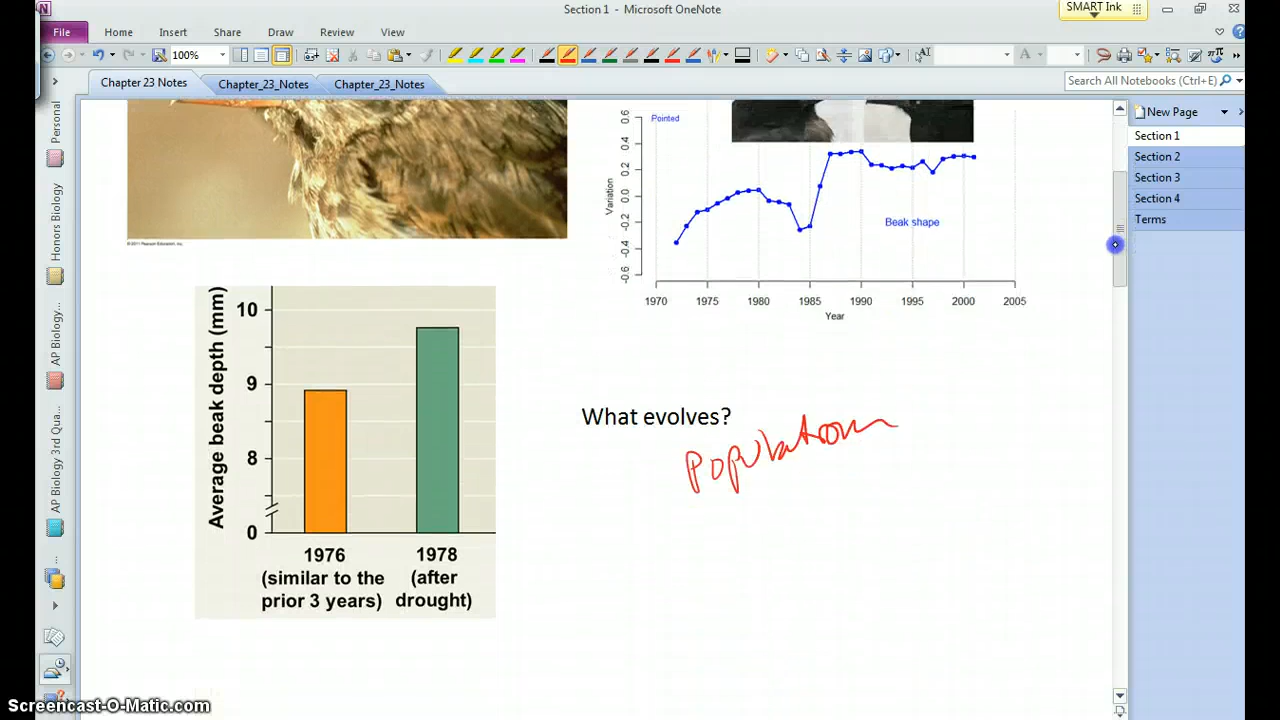 Section 1 - Microsoft OneNote
SMART Ink
File Home Insert Share Draw Review View
100%
Chapter 23 Notes Chapter_23_Notes Chapter_23_Notes
Search All Notebooks (Ctrl+E)
Personal
Honors Biology
AP Biology...
AP Biology 3rd Qua...
New Page
Section 1
Section 2
Section 3
Section 4
Terms
© 2011 Pearson Education, Inc.
Pointed
Variation
0.6
0.4
0.2
0.0
-0.2
-0.4
-0.6
Beak shape
1970 1975 1980 1985 1990 1995 2000 2005
Year
Average beak depth (mm)
10
9
8
0
1976 (similar to the prior 3 years)
1978 (after drought)
What evolves?
Population
Screencast-O-Matic.com